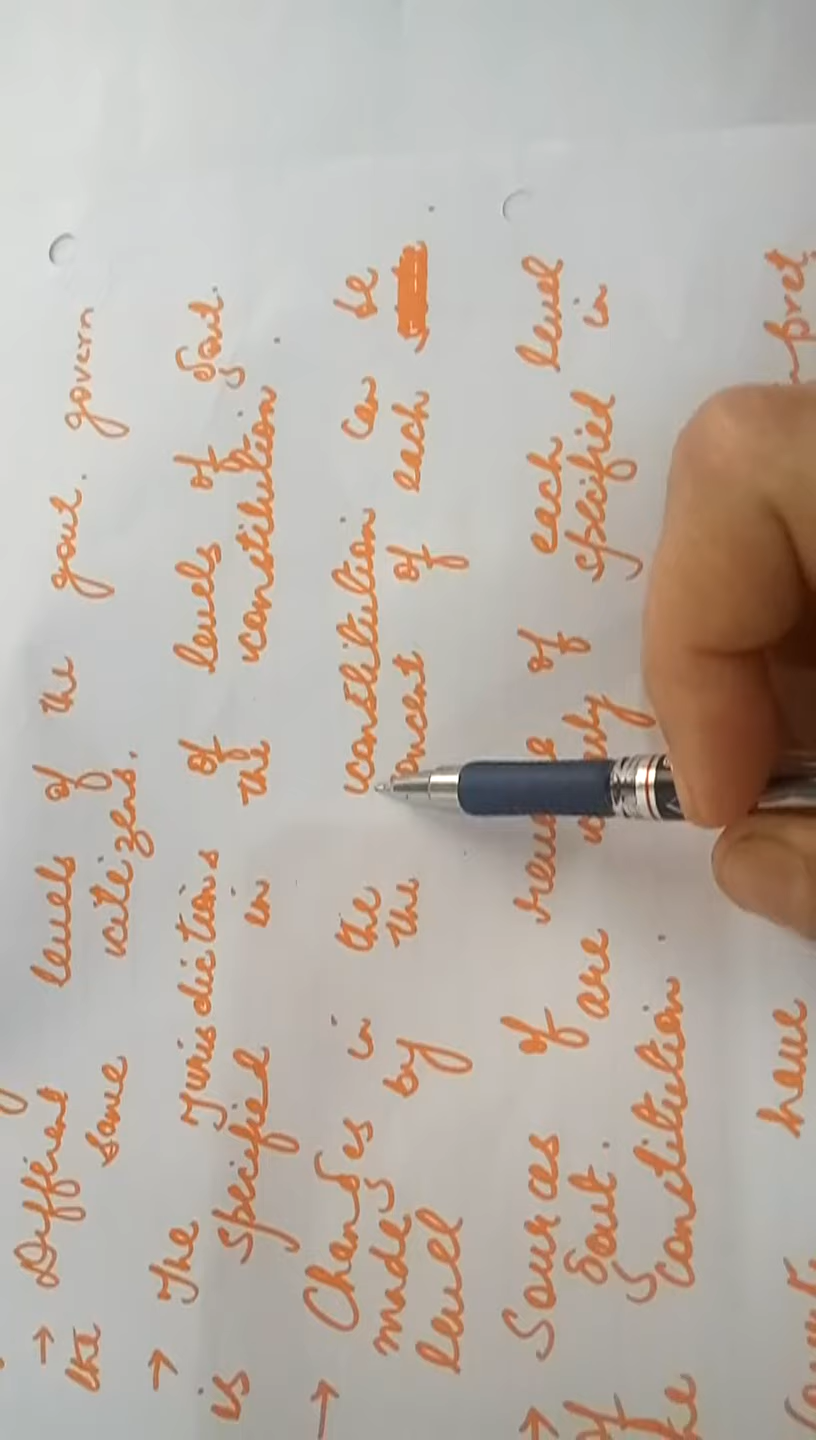 → Different levels of the govt. govern
the same citizens.
→ The Jurisdictions of levels of Govt.
is specified in the constitution.
→ Changes in the constitution can be
made by the of each
level
→ Sources of of each level
of Govt. are specified in
the Constitution.
have